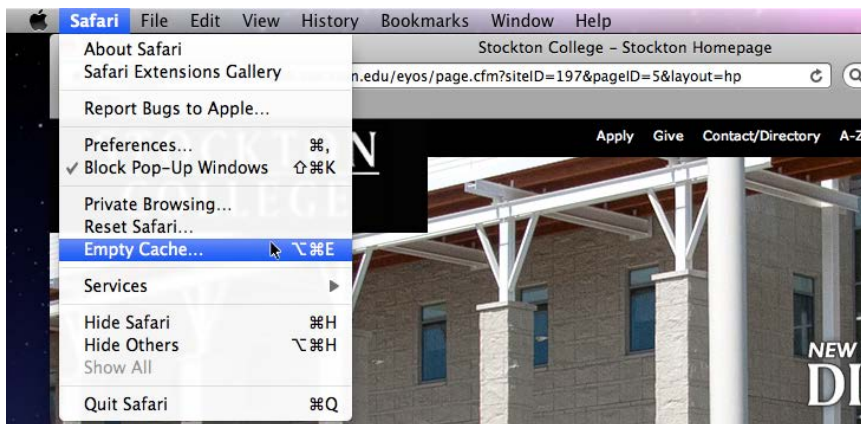 Safari File Edit View History Bookmarks Window Help
About Safari
Safari Extensions Gallery
Report Bugs to Apple...
Preferences... ⌘,
✓ Block Pop-Up Windows ⇧⌘K
Private Browsing...
Reset Safari...
Empty Cache... ⌥⌘E
Services ▶
Hide Safari ⌘H
Hide Others ⌥⌘H
Show All
Quit Safari ⌘Q
Stockton College – Stockton Homepage
.edu/eyos/page.cfm?siteID=197&pageID=5&layout=hp
Apply Give Contact/Directory A-Z
NEW